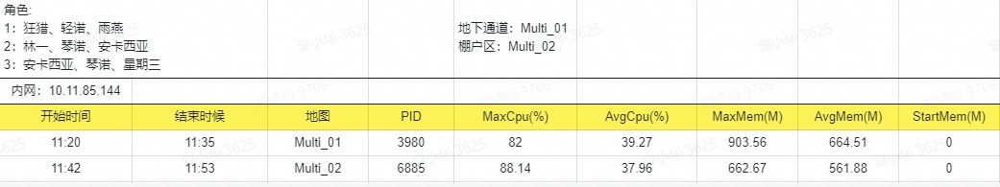 角色:
1：狂猎、轻诺、雨燕
地下通道：Multi_01
2：林一、琴诺、安卡西亚
棚户区：Multi_02
3：安卡西亚、琴诺、星期三
内网：10.11.85.144
开始时间 结束时候 地图 PID MaxCpu(%) AvgCpu(%) MaxMem(M) AvgMem(M) StartMem(M)
11:20 11:35 Multi_01 3980 82 39.27 903.56 664.51 0
11:42 11:53 Multi_02 6885 88.14 37.96 662.67 561.88 0